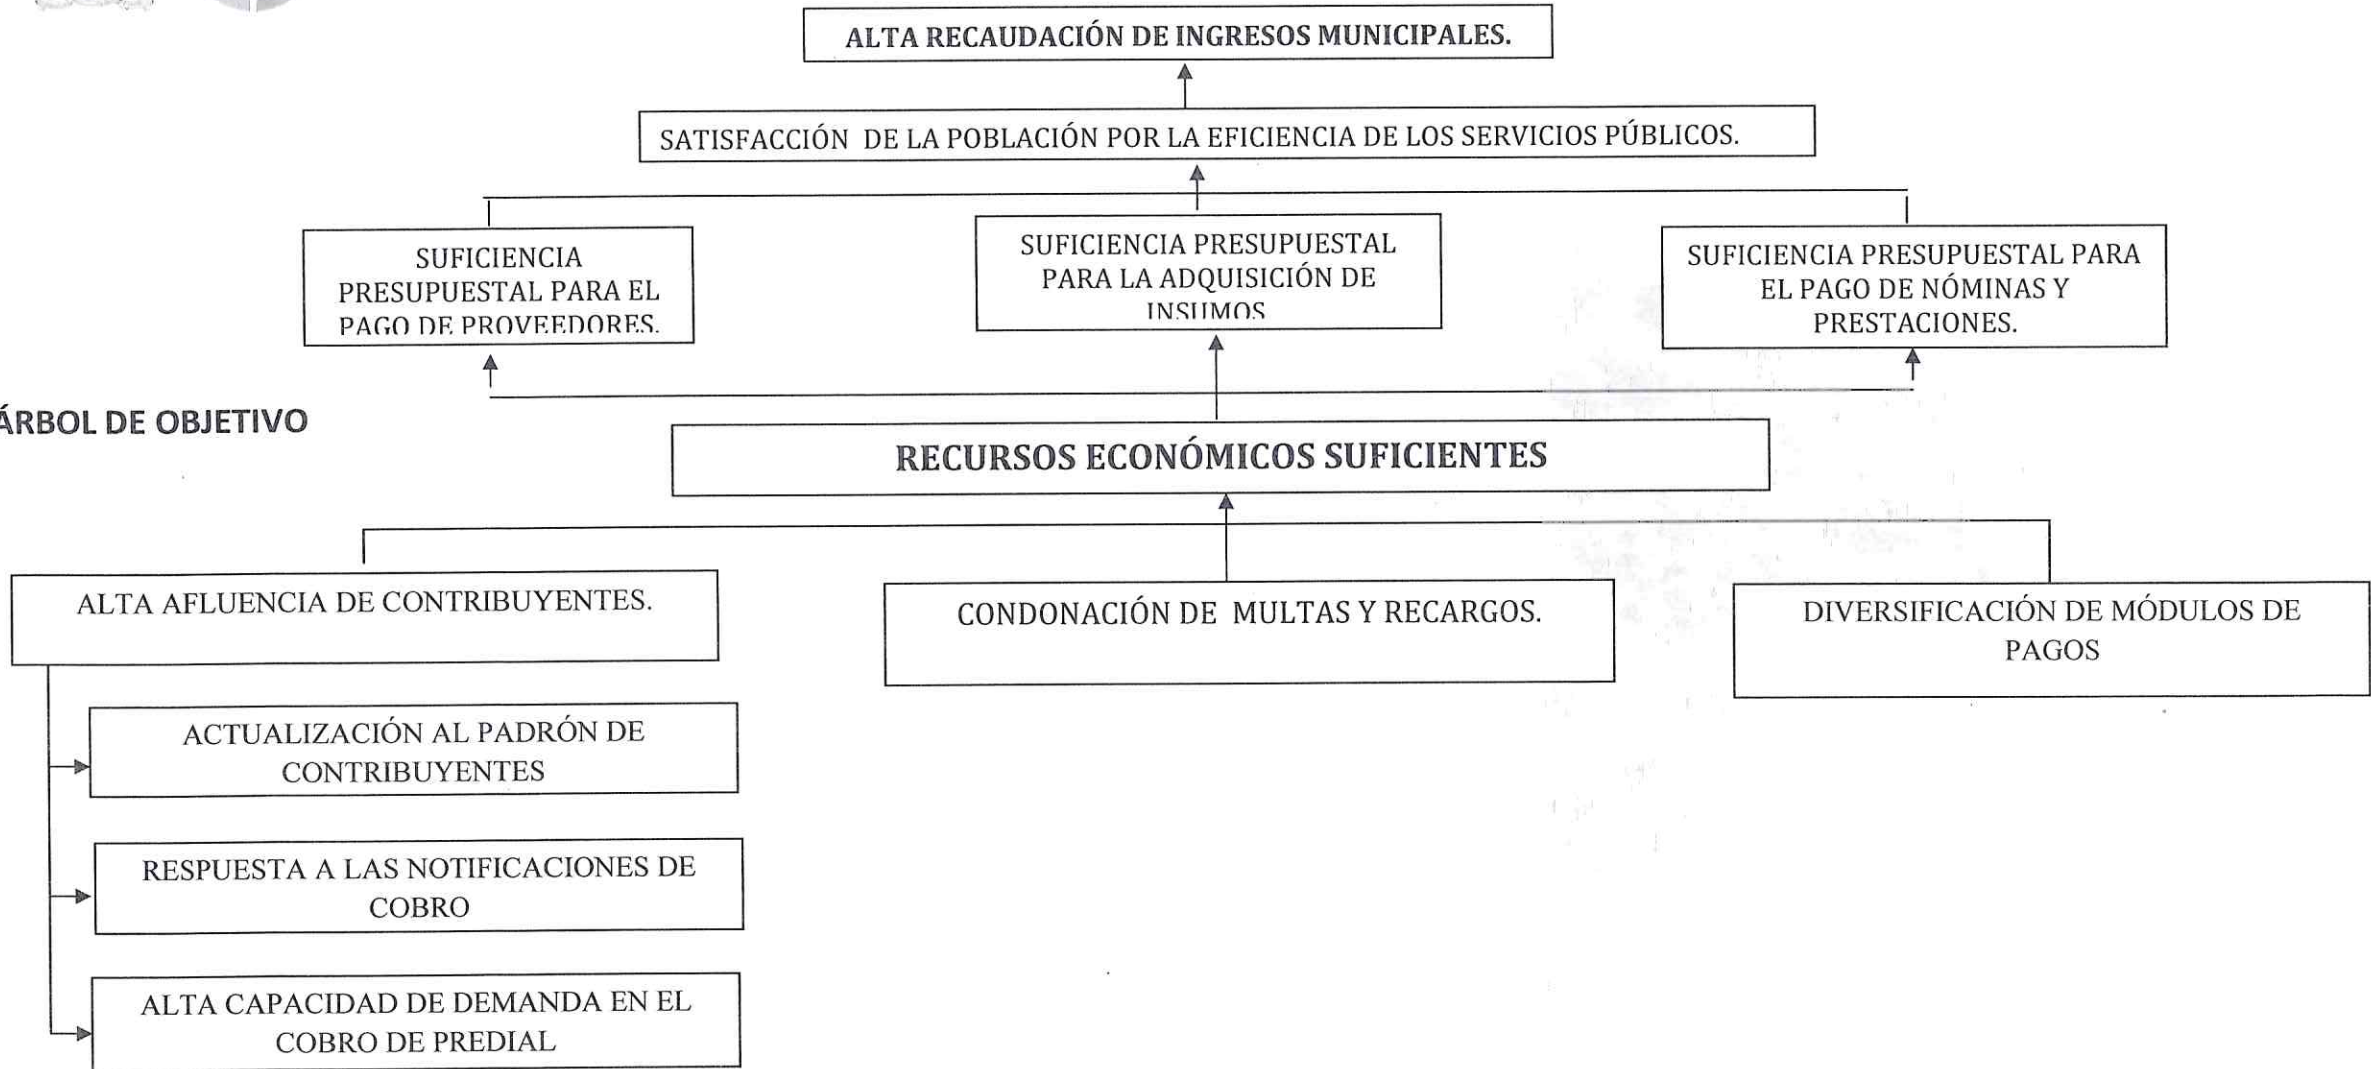 ALTA RECAUDACIÓN DE INGRESOS MUNICIPALES.
SATISFACCIÓN DE LA POBLACIÓN POR LA EFICIENCIA DE LOS SERVICIOS PÚBLICOS.
SUFICIENCIA
PRESUPUESTAL PARA EL
PAGO DE PROVEEDORES.
SUFICIENCIA PRESUPUESTAL
PARA LA ADQUISICIÓN DE
INSUMOS
SUFICIENCIA PRESUPUESTAL PARA
EL PAGO DE NÓMINAS Y
PRESTACIONES.
ÁRBOL DE OBJETIVO
RECURSOS ECONÓMICOS SUFICIENTES
ALTA AFLUENCIA DE CONTRIBUYENTES.
CONDONACIÓN DE MULTAS Y RECARGOS.
DIVERSIFICACIÓN DE MÓDULOS DE
PAGOS
ACTUALIZACIÓN AL PADRÓN DE
CONTRIBUYENTES
RESPUESTA A LAS NOTIFICACIONES DE
COBRO
ALTA CAPACIDAD DE DEMANDA EN EL
COBRO DE PREDIAL